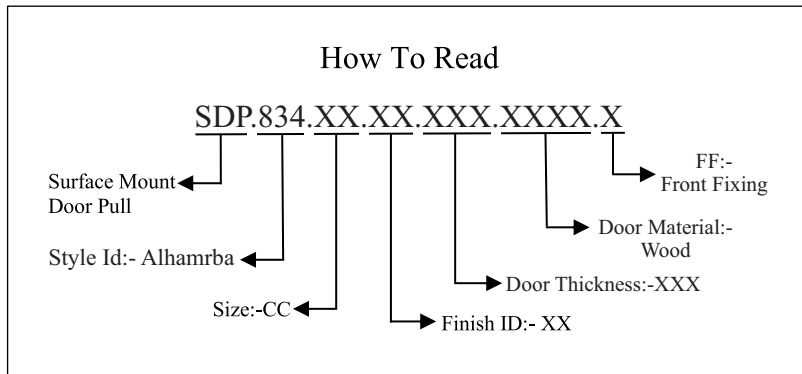 How To Read
SDP.834.XX.XX.XXX.XXXX.X
Surface Mount
Door Pull
FF:-
Front Fixing
Style Id:- Alhamrba
Door Material:-
Wood
Size:-CC
Door Thickness:-XXX
Finish ID:- XX